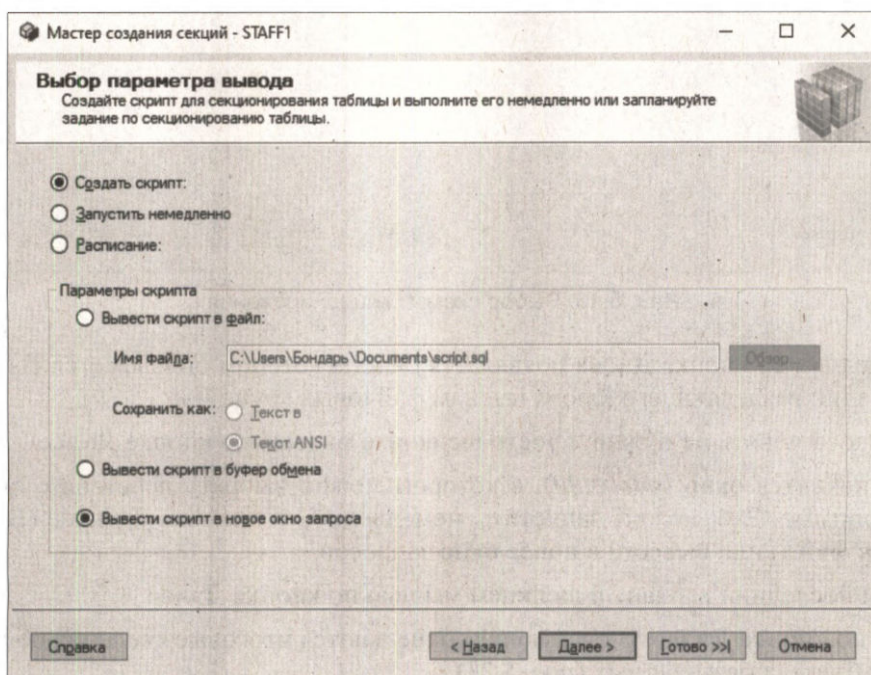 Мастер создания секций - STAFF1
Выбор параметра вывода
Создайте скрипт для секционирования таблицы и выполните его немедленно или запланируйте
задание по секционированию таблицы.
Создать скрипт:
Запустить немедленно
Расписание:
Параметры скрипта
Вывести скрипт в файл:
Имя файла: C:\Users\Бондарь\Documents\script.sql Обзор...
Сохранить как: Текст в
Текст ANSI
Вывести скрипт в буфер обмена
Вывести скрипт в новое окно запроса
Справка < Назад Далее > Готово >>| Отмена